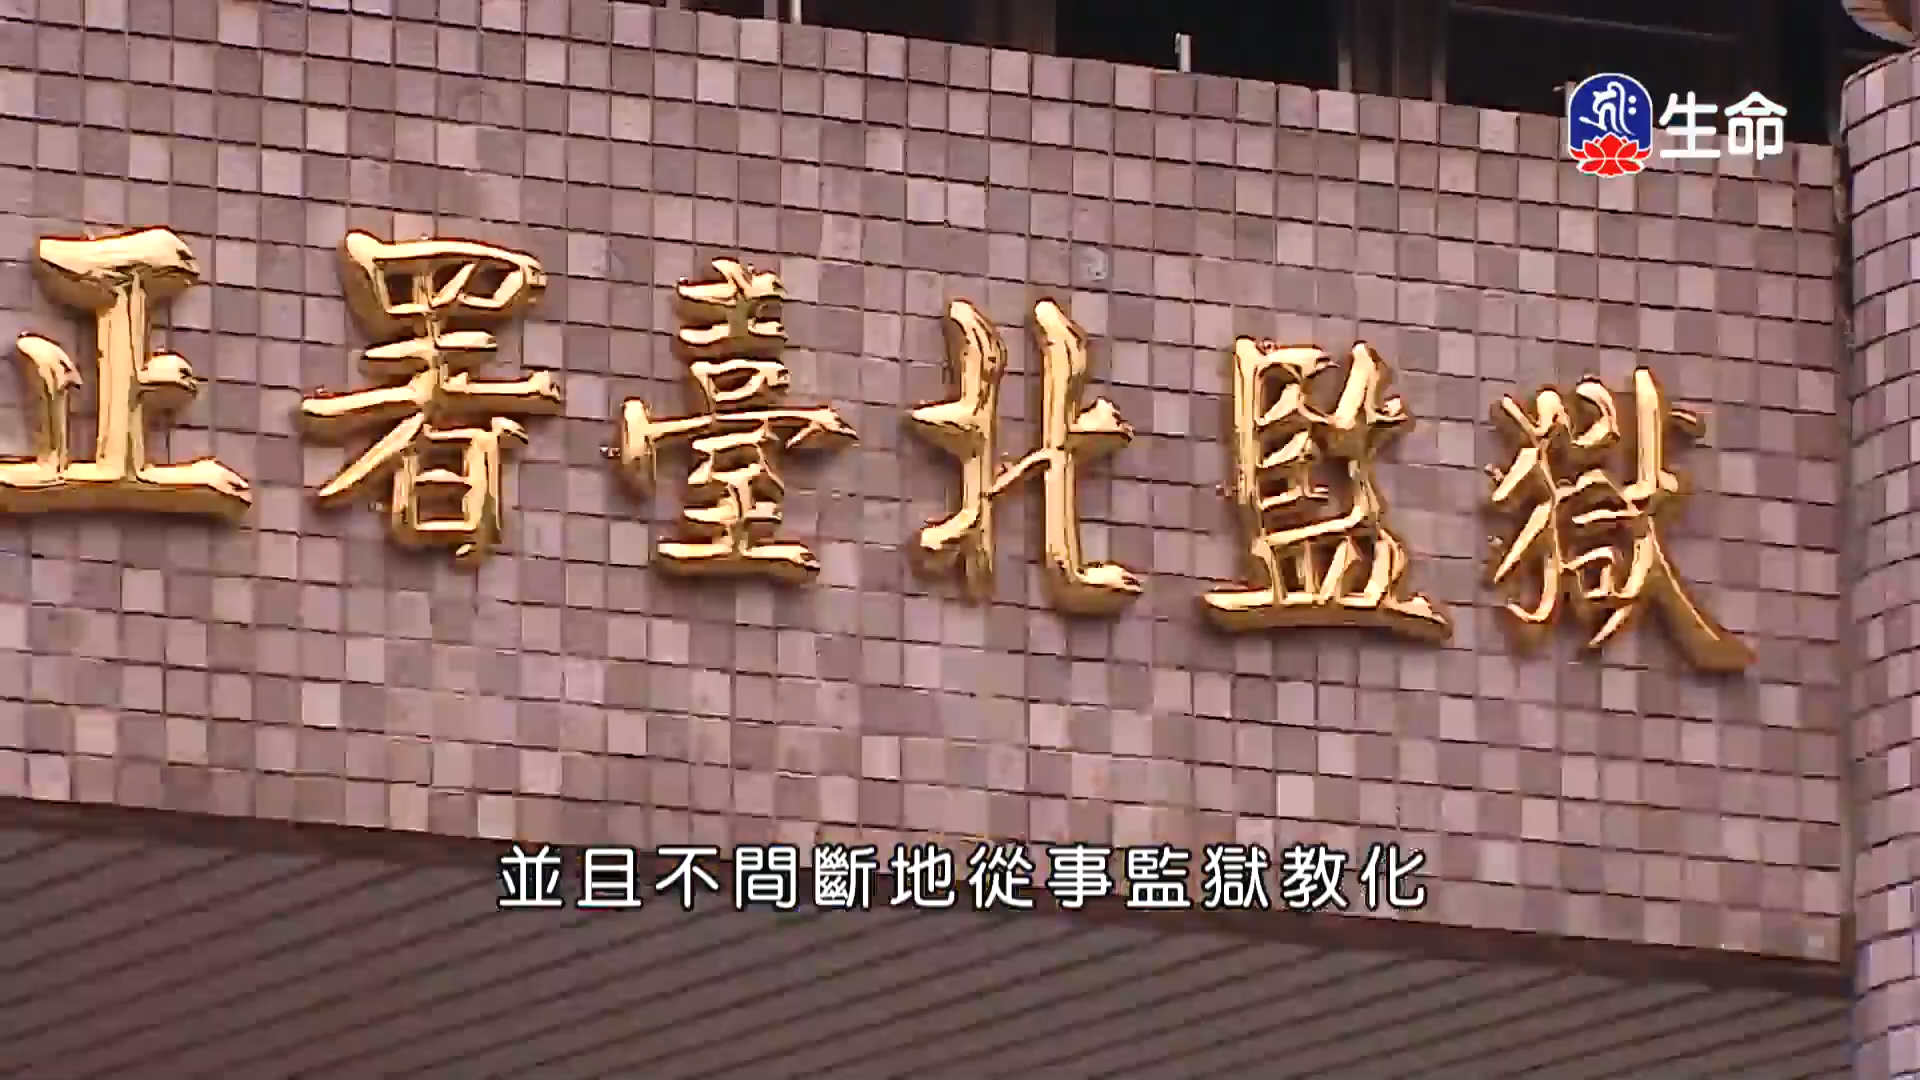 生命
正署臺北監獄
並且不間斷地從事監獄教化